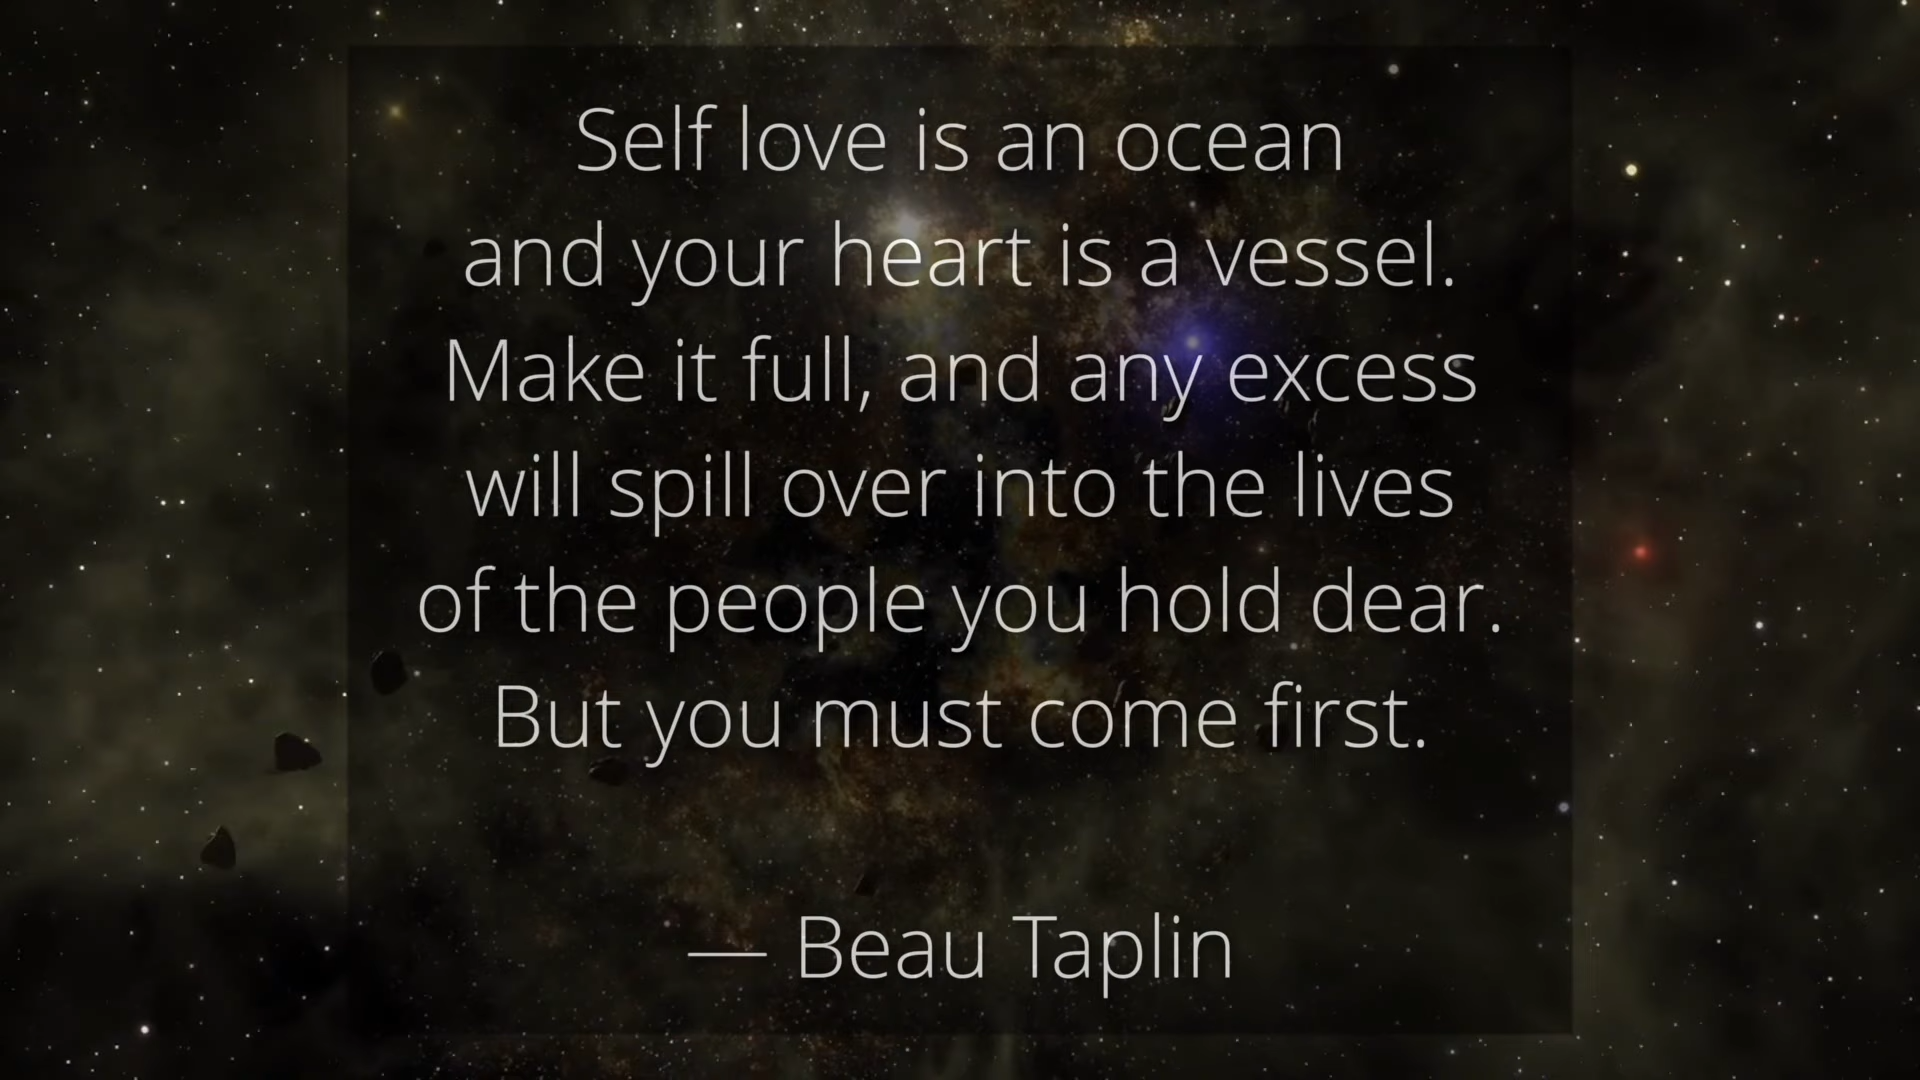 Self love is an ocean
and your heart is a vessel.
Make it full, and any excess
will spill over into the lives
of the people you hold dear.
But you must come first.
— Beau Taplin